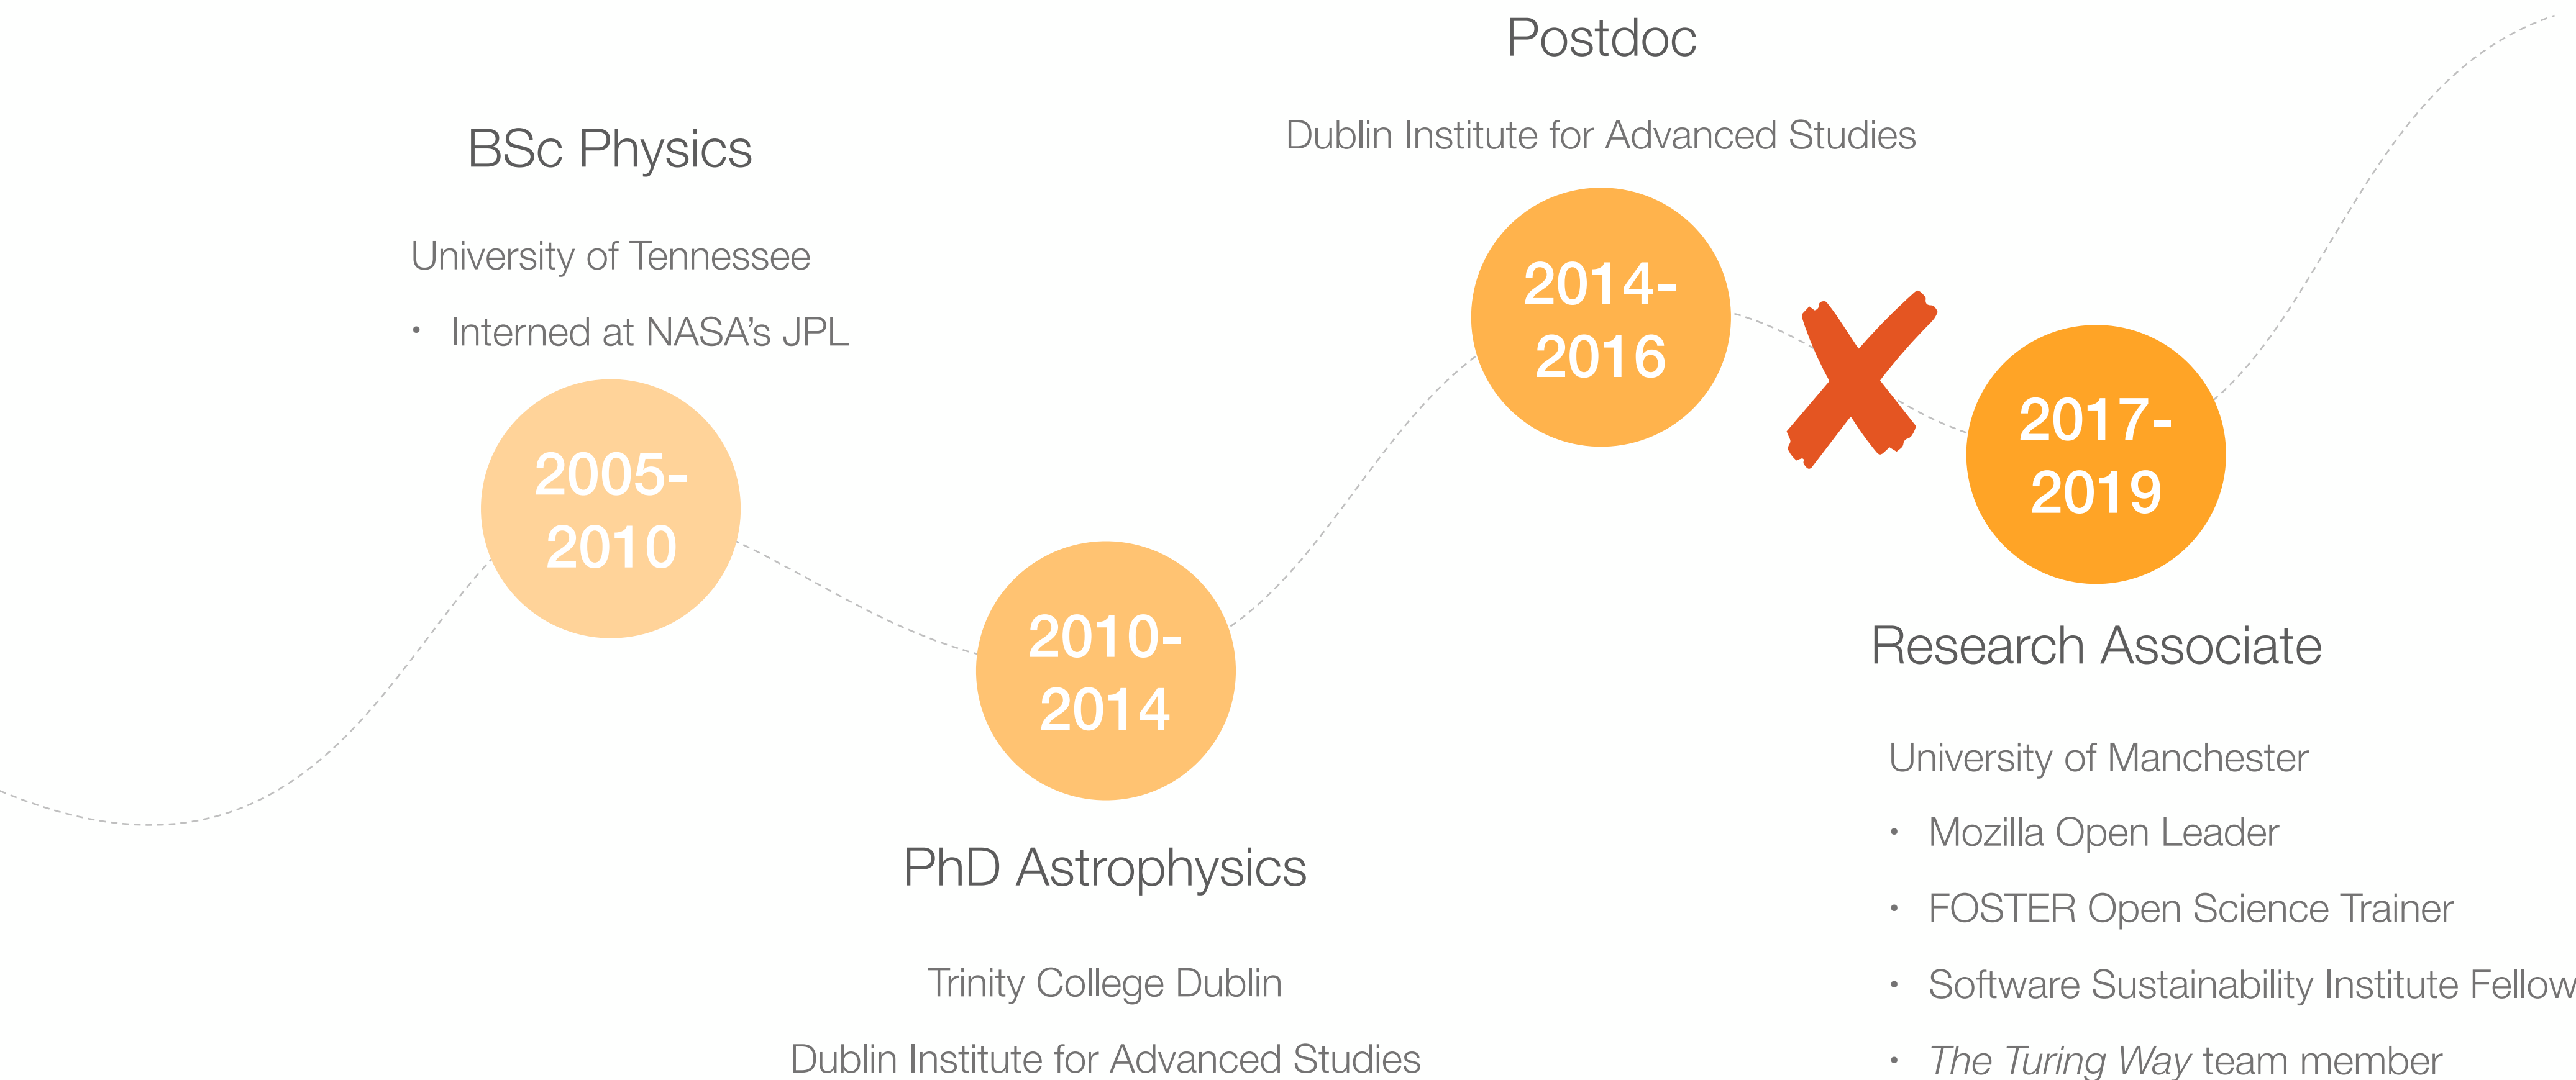 BSc Physics
University of Tennessee
• Interned at NASA’s JPL
2005-
2010
2010-
2014
PhD Astrophysics
Trinity College Dublin
Dublin Institute for Advanced Studies
Postdoc
Dublin Institute for Advanced Studies
2014-
2016
2017-
2019
Research Associate
University of Manchester
• Mozilla Open Leader
• FOSTER Open Science Trainer
• Software Sustainability Institute Fellow
• The Turing Way team member